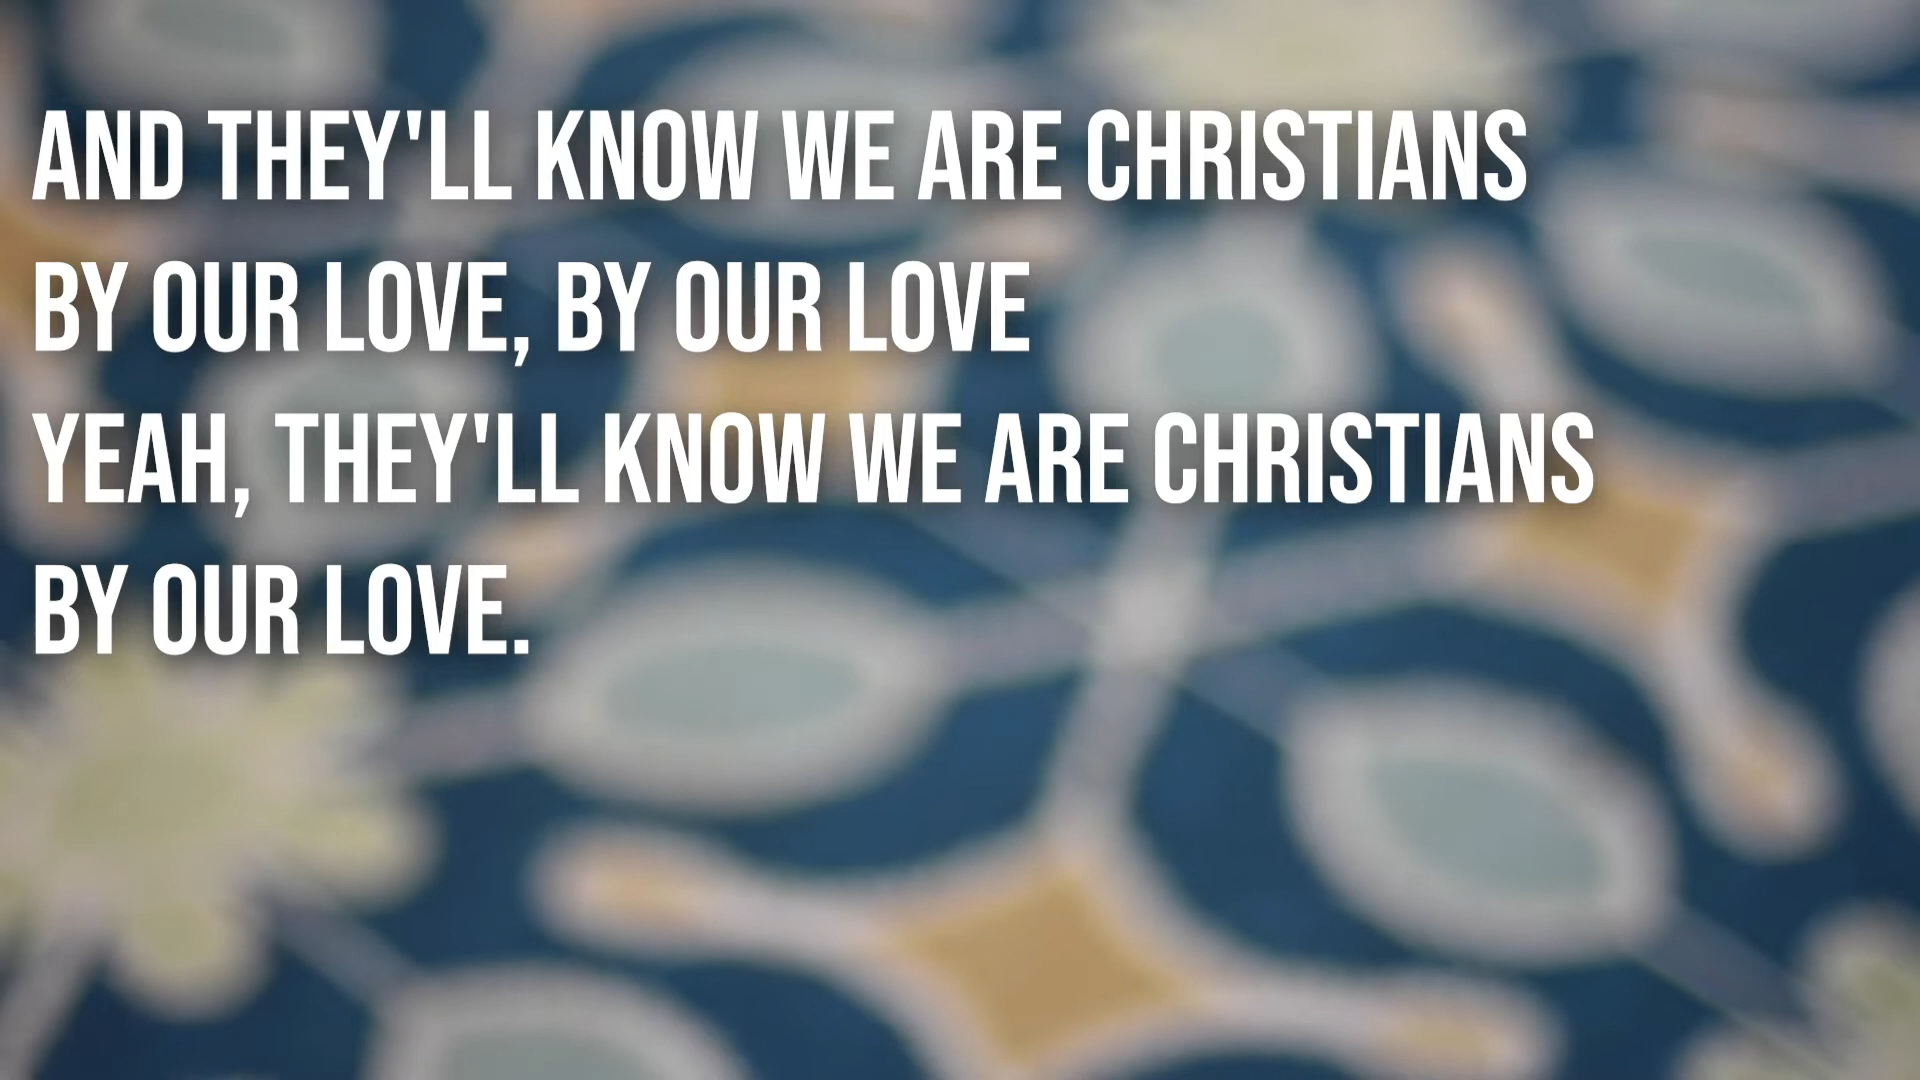 AND THEY'LL KNOW WE ARE CHRISTIANS
BY OUR LOVE, BY OUR LOVE
YEAH, THEY'LL KNOW WE ARE CHRISTIANS
BY OUR LOVE.